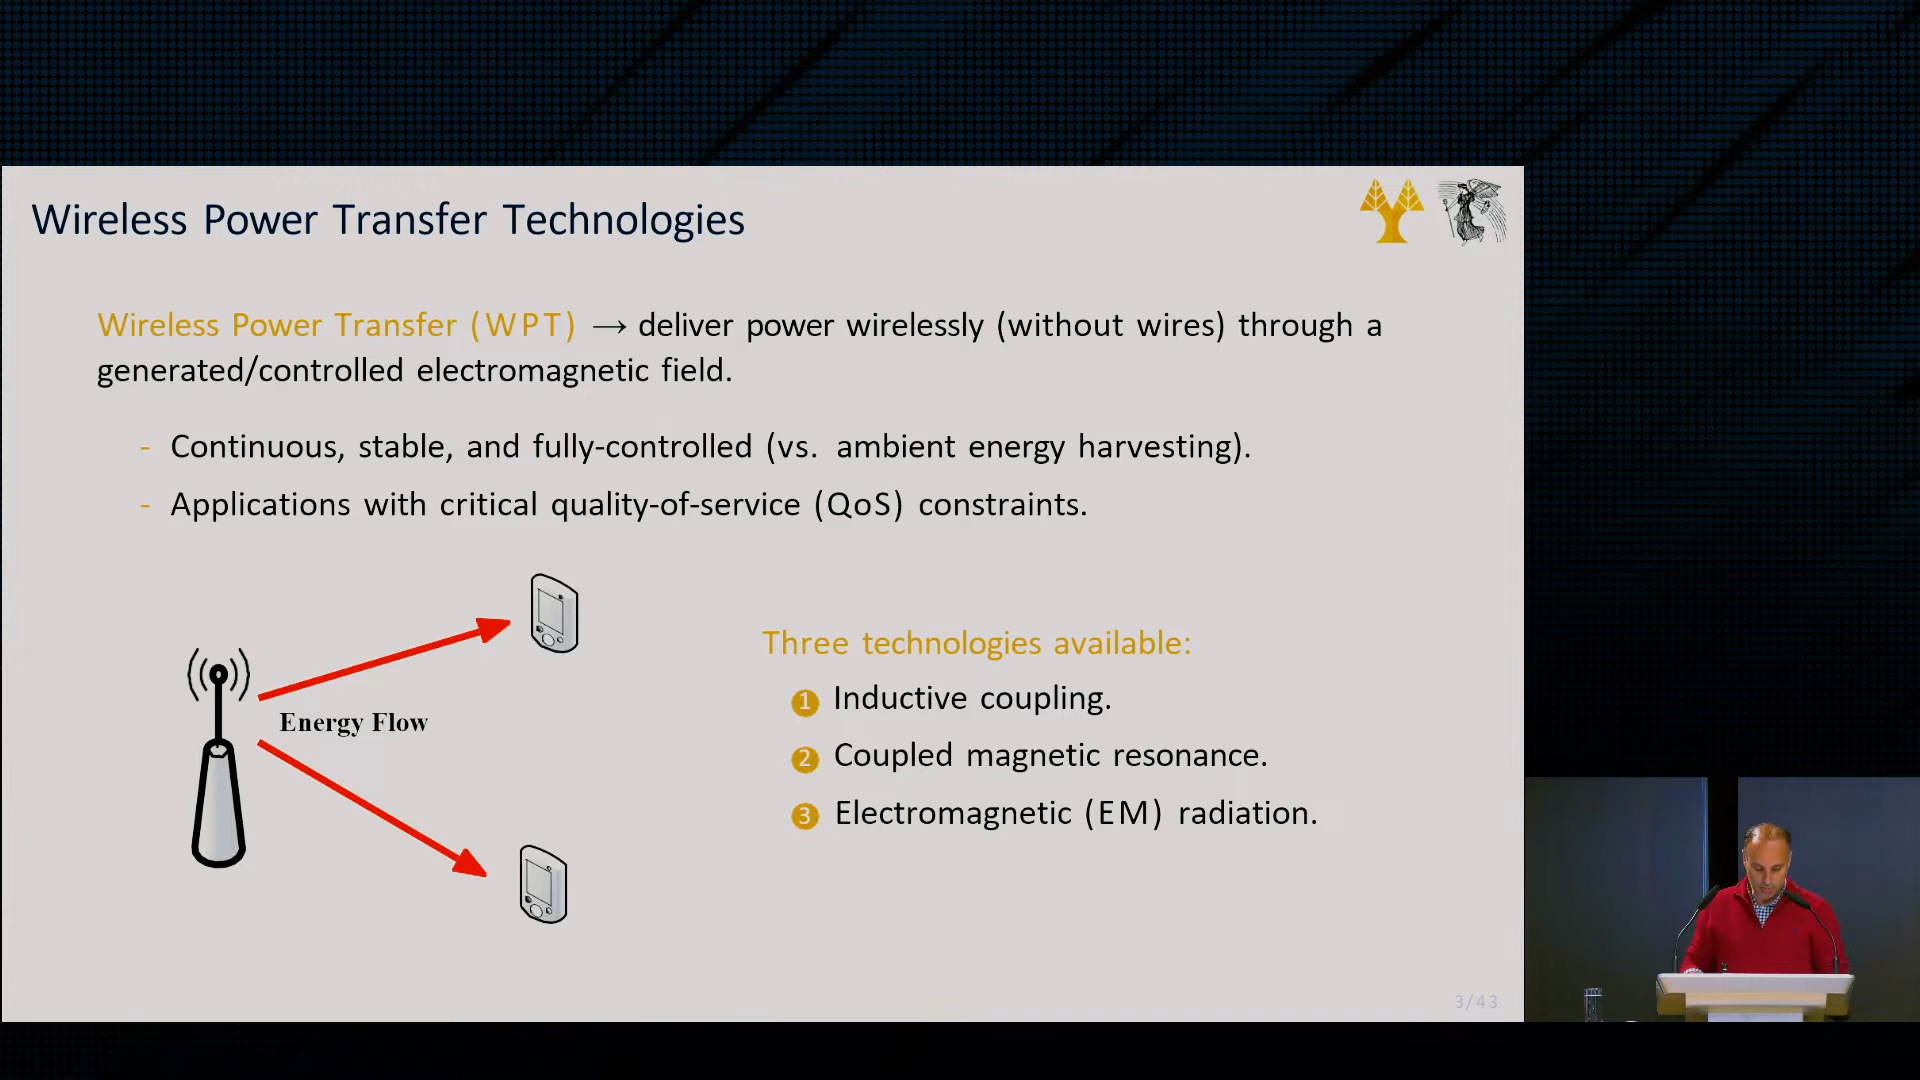 Wireless Power Transfer Technologies
Wireless Power Transfer (WPT) → deliver power wirelessly (without wires) through a
generated/controlled electromagnetic field.
- Continuous, stable, and fully-controlled (vs. ambient energy harvesting).
- Applications with critical quality-of-service (QoS) constraints.
Energy Flow
Three technologies available:
1 Inductive coupling.
2 Coupled magnetic resonance.
3 Electromagnetic (EM) radiation.
3/43